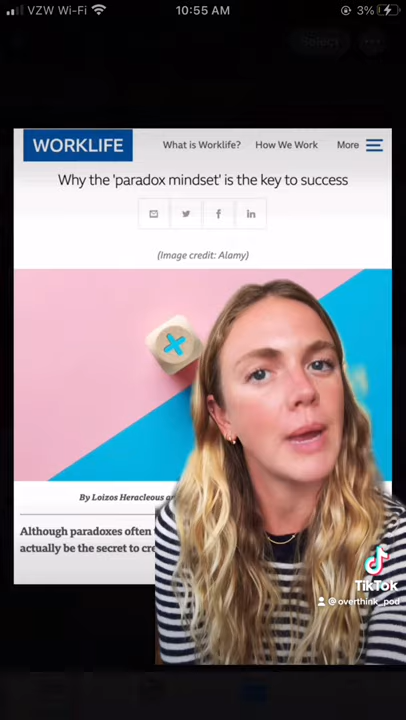 VZW Wi-Fi 10:55 AM 3%
Select
WORKLIFE What is Worklife? How We Work More
Why the 'paradox mindset' is the key to success
(Image credit: Alamy)
By Loizos Heracleous
Although paradoxes often
actually be the secret to
TikTok
@overthink_pod